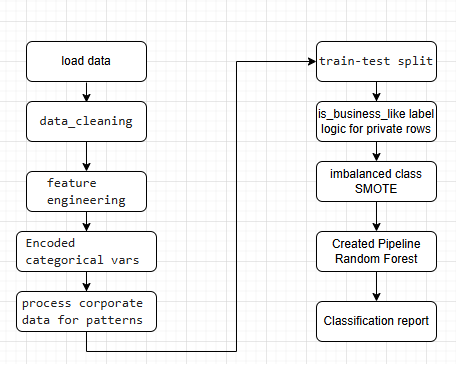 load data
data_cleaning
feature
engineering
Encoded
categorical vars
process corporate
data for patterns
train-test split
is_business_like label
logic for private rows
imbalanced class
SMOTE
Created Pipeline
Random Forest
Classification report